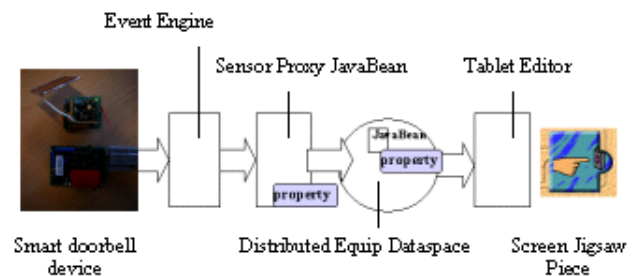 Event Engine
Sensor Proxy JavaBean
Tablet Editor
JavaBean
property
property
Smart doorbell
device
Distributed Equip Dataspace
Screen Jigsaw
Piece